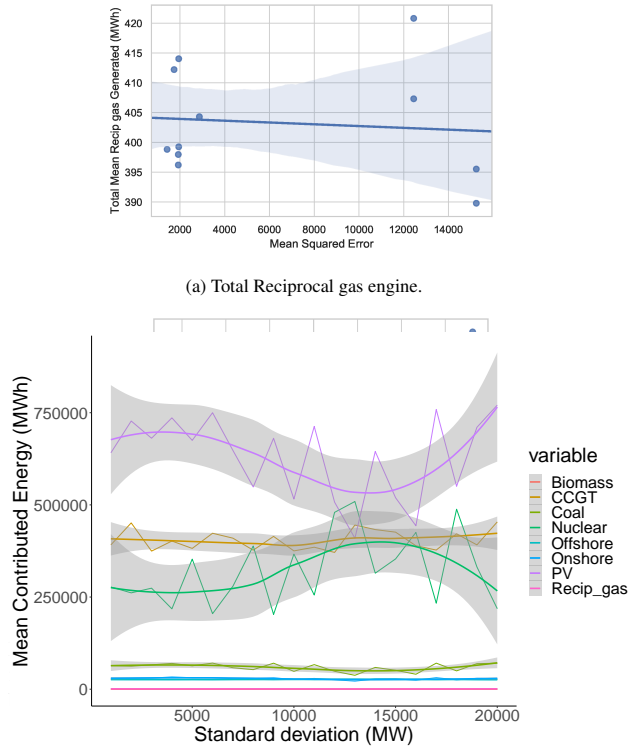 Total Mean Recip gas Generated (MWh)
420
415
410
405
400
395
390
2000 4000 6000 8000 10000 12000 14000
Mean Squared Error
(a) Total Reciprocal gas engine.
Mean Contributed Energy (MWh)
750000
500000
250000
0
5000 10000 15000 20000
Standard deviation (MW)
variable
Biomass
CCGT
Coal
Nuclear
Offshore
Onshore
PV
Recip_gas